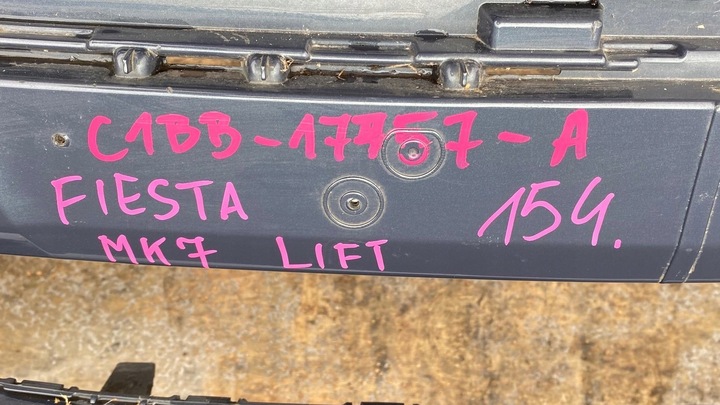 C1BB-17757-A
FIESTA 154.
MK7 LIFT